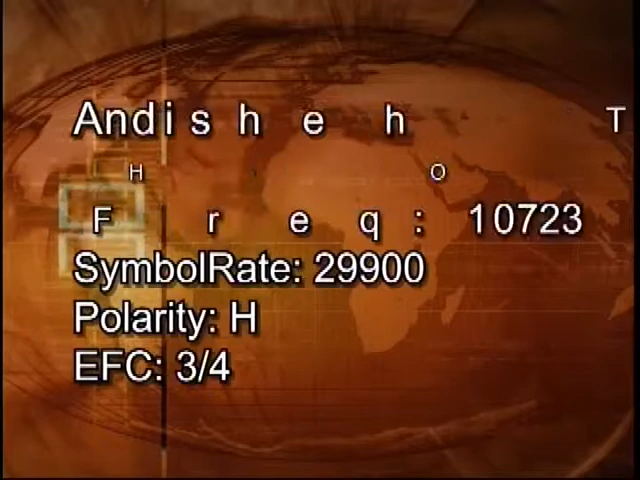 Andisheh T
H O
Freq: 10723
SymbolRate: 29900
Polarity: H
EFC: 3/4